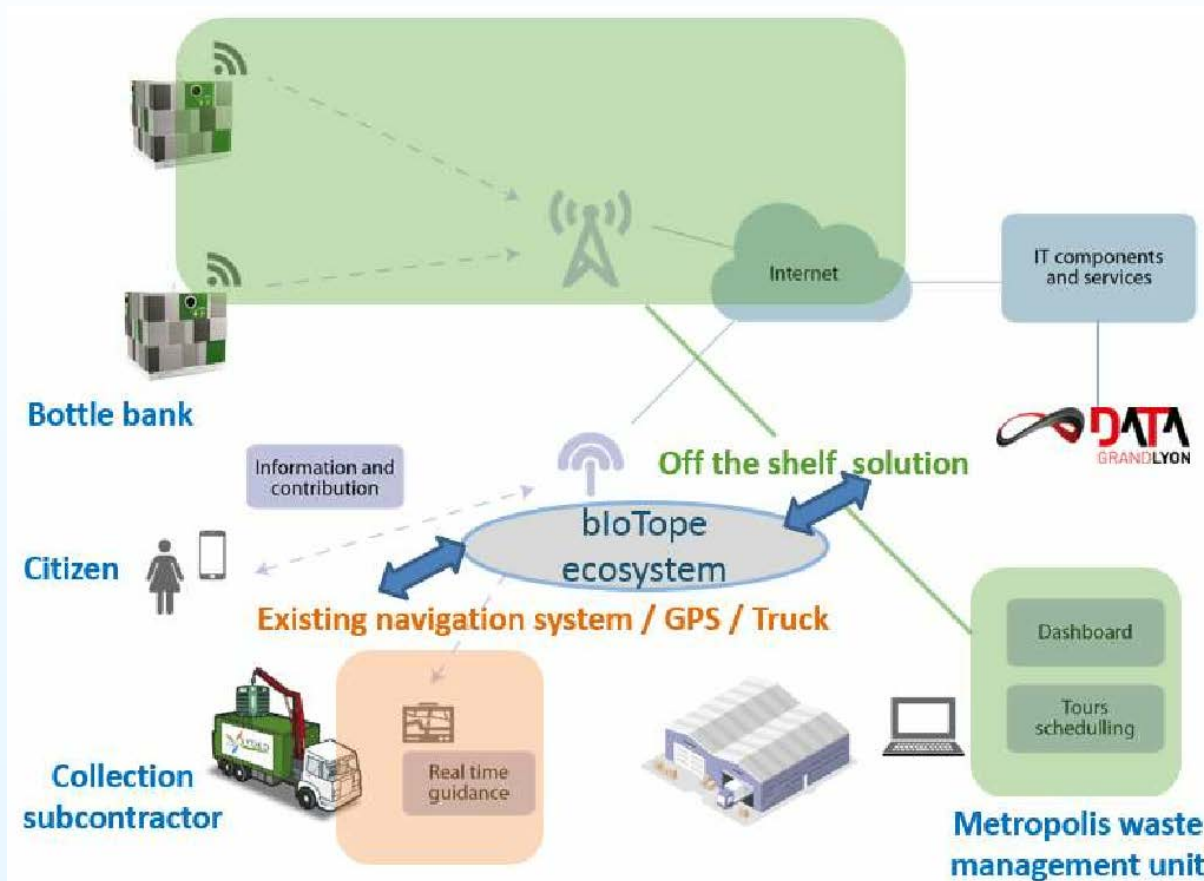 Internet
IT components
and services
Bottle bank
DATA
GRANDLYON
Information and
contribution
Off the shelf solution
bIoTope
ecosystem
Citizen
Existing navigation system / GPS / Truck
Dashboard
Tours
schedulling
Real time
guidance
Collection
subcontractor
Metropolis waste
management unit